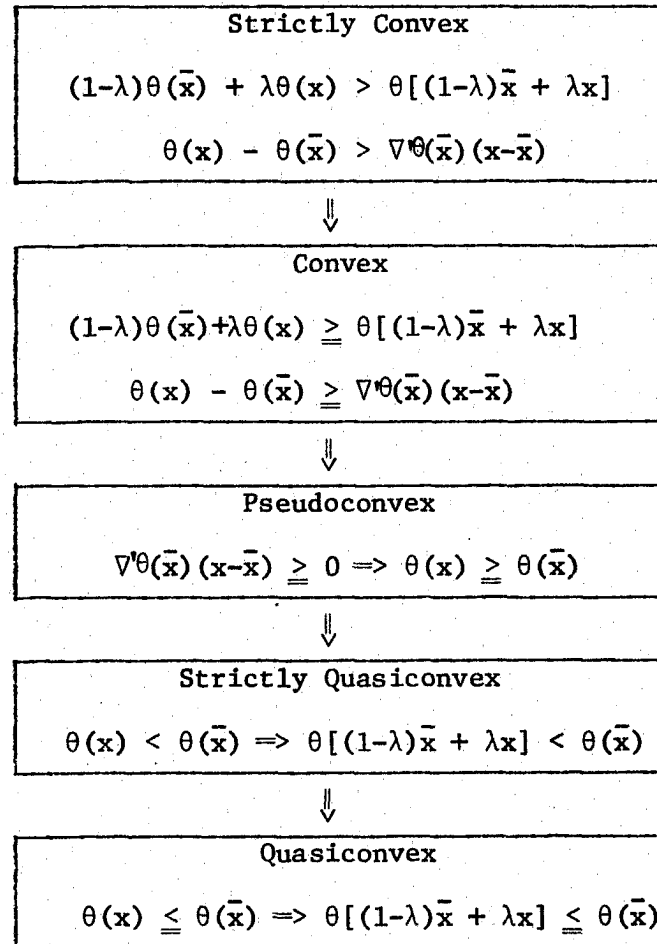 Strictly Convex
(1-λ)θ(x̄) + λθ(x) > θ[(1-λ)x̄ + λx]
θ(x) - θ(x̄) > ∇'θ(x̄)(x-x̄)
⇓
Convex
(1-λ)θ(x̄)+λθ(x) ≧ θ[(1-λ)x̄ + λx]
θ(x) - θ(x̄) ≧ ∇'θ(x̄)(x-x̄)
⇓
Pseudoconvex
∇'θ(x̄)(x-x̄) ≧ 0 => θ(x) ≧ θ(x̄)
⇓
Strictly Quasiconvex
θ(x) < θ(x̄) => θ[(1-λ)x̄ + λx] < θ(x̄)
⇓
Quasiconvex
θ(x) ≦ θ(x̄) => θ[(1-λ)x̄ + λx] ≦ θ(x̄)